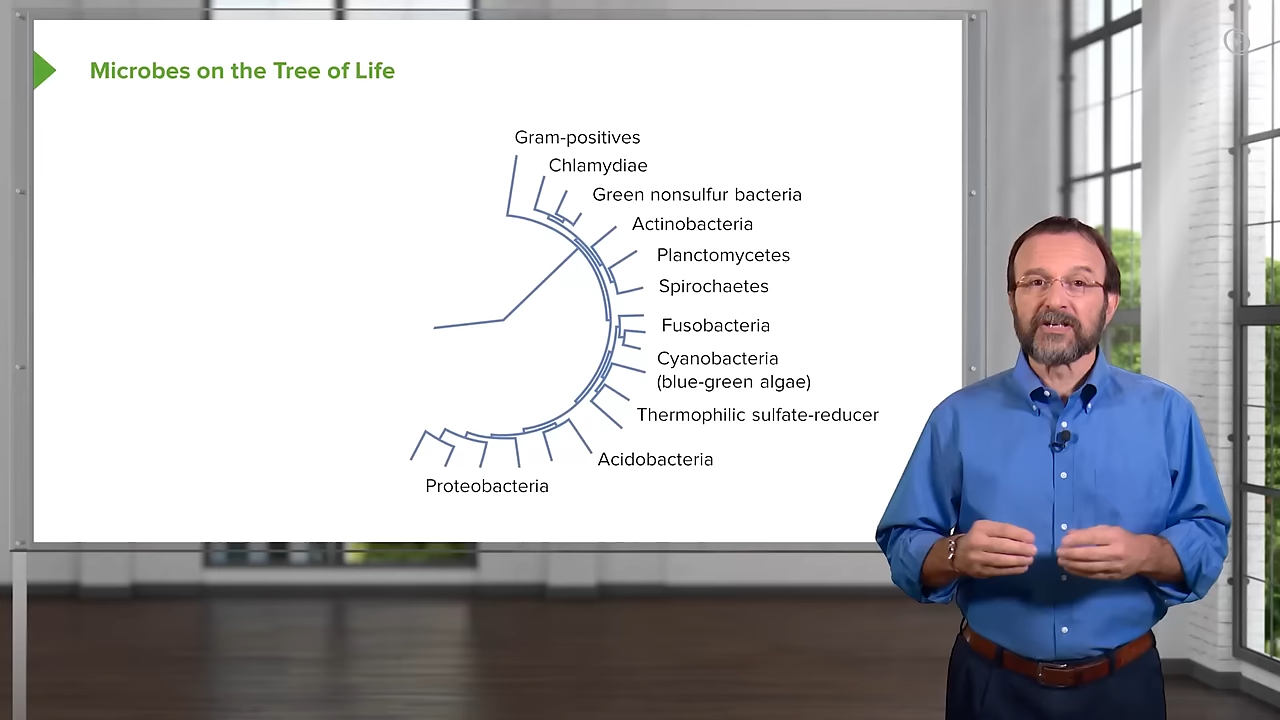 Microbes on the Tree of Life
Gram-positives
Chlamydiae
Green nonsulfur bacteria
Actinobacteria
Planctomycetes
Spirochaetes
Fusobacteria
Cyanobacteria
(blue-green algae)
Thermophilic sulfate-reducer
Acidobacteria
Proteobacteria